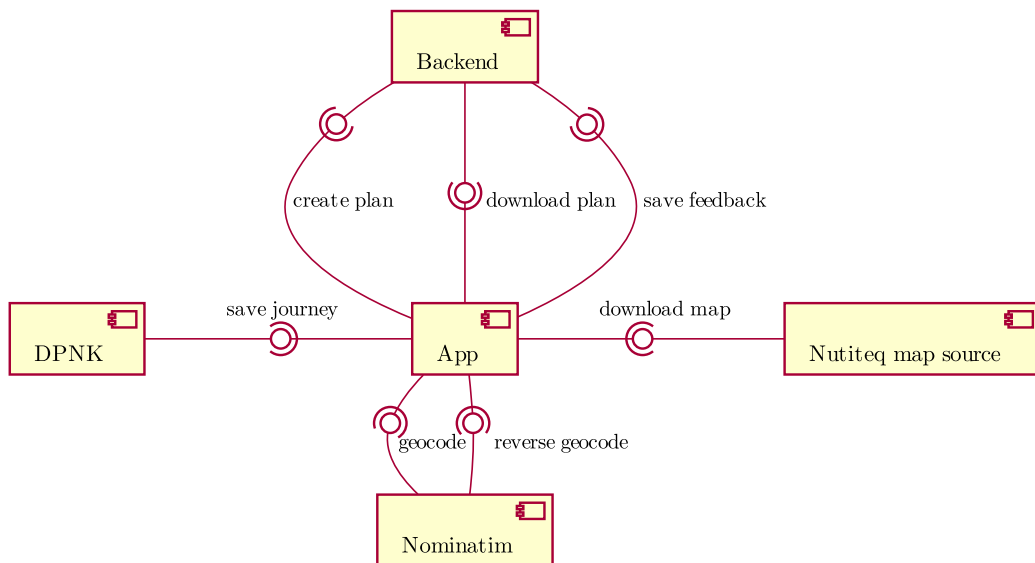 Backend
create plan
download plan
save feedback
save journey
download map
DPNK
App
Nutiteq map source
geocode
reverse geocode
Nominatim